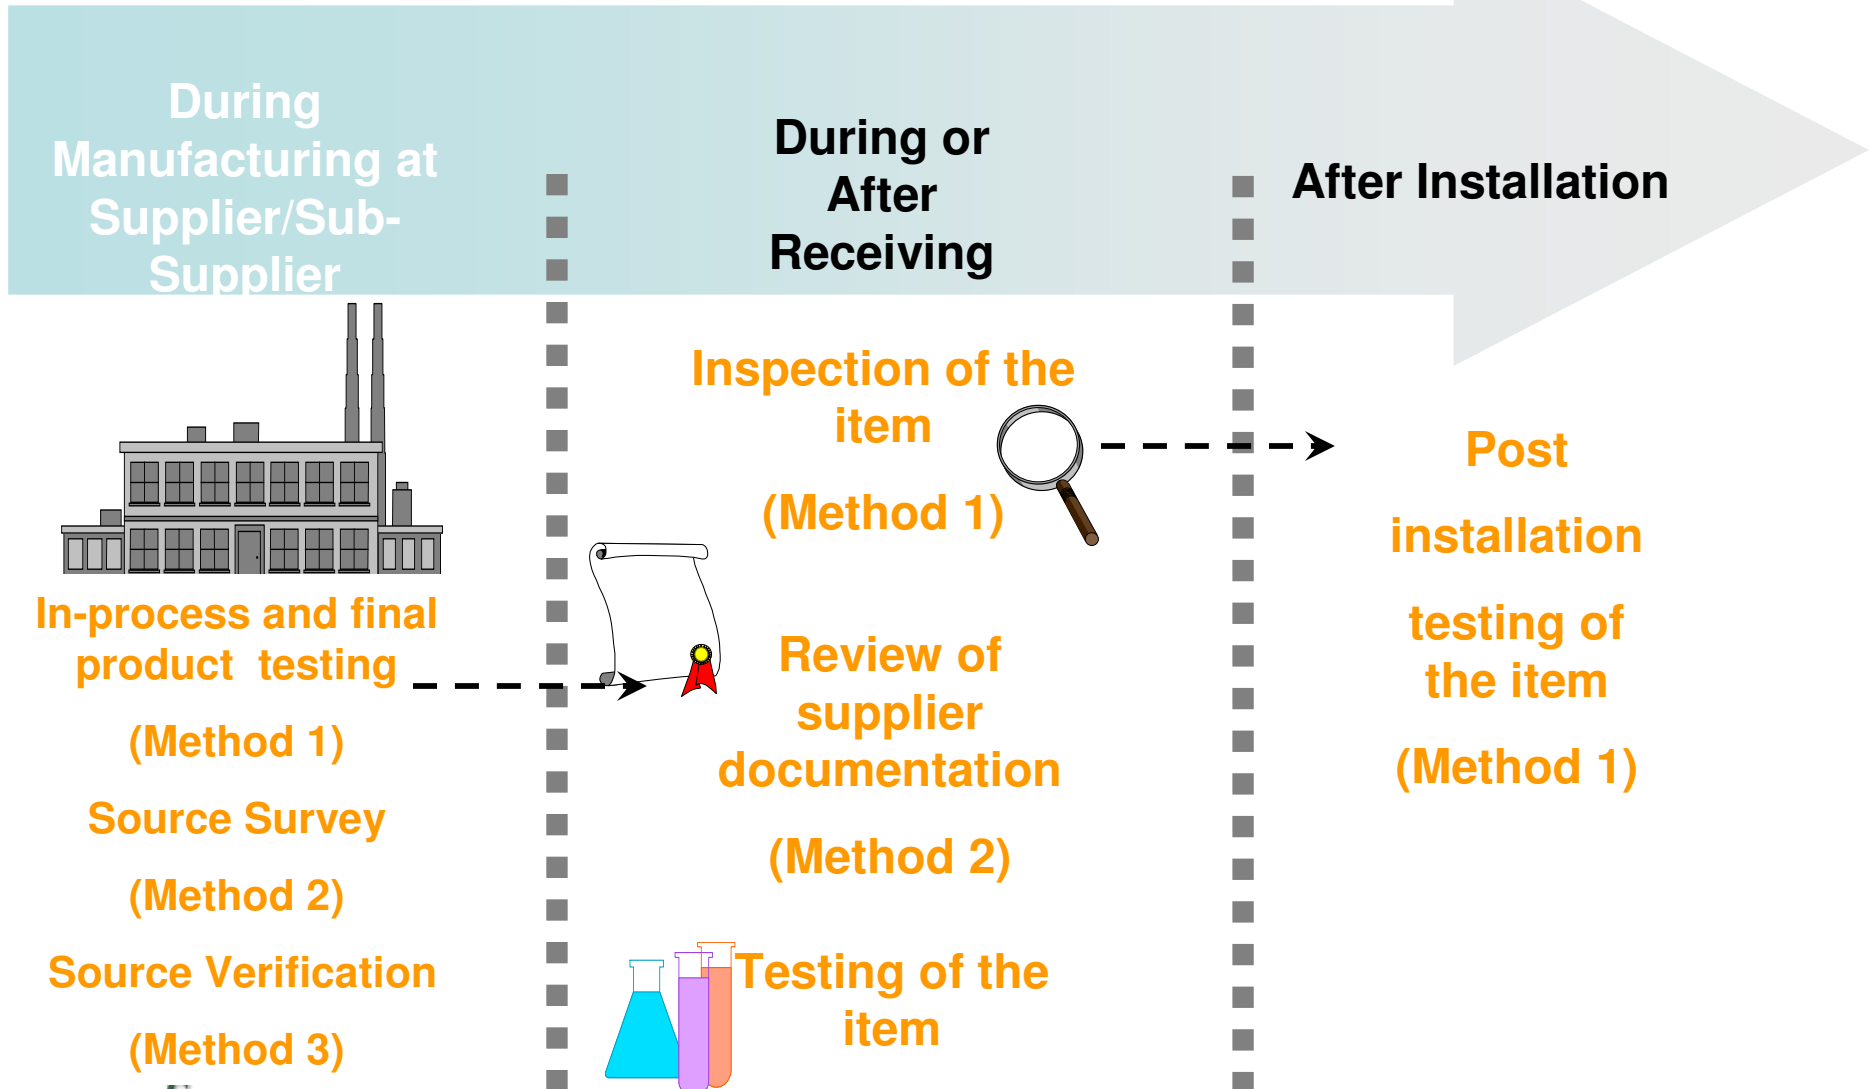 During
Manufacturing at
Supplier/Sub-
Supplier
In-process and final
product testing
(Method 1)
Source Survey
(Method 2)
Source Verification
(Method 3)
During or
After
Receiving
Inspection of the
item
(Method 1)
Review of
supplier
documentation
(Method 2)
Testing of the
item
After Installation
Post
installation
testing of
the item
(Method 1)